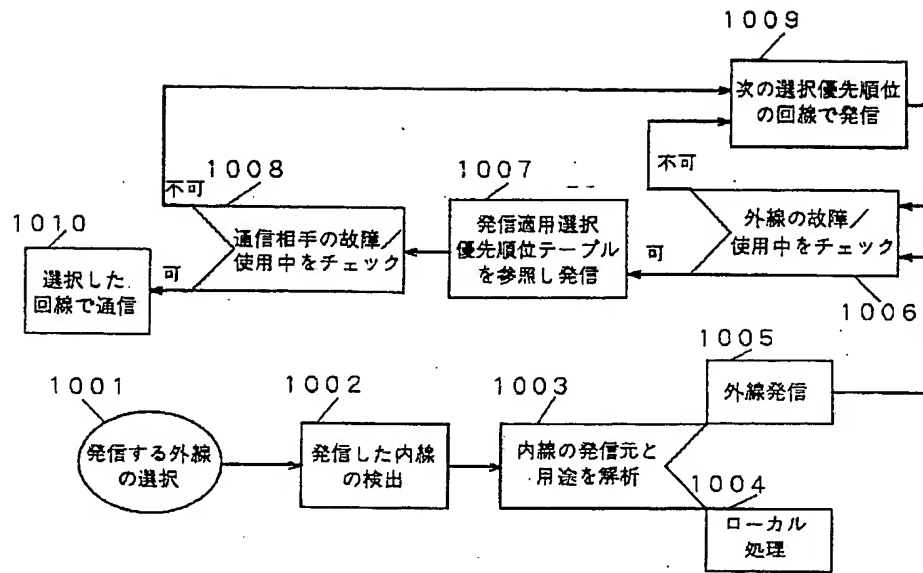 1009
次の選択優先順位
の回線で発信
不可
1008
不可
1007
1010
通信相手の故障／
使用中をチェック
発信適用選択
優先順位テーブル
を参照し発信
外線の故障／
使用中をチェック
可
可
選択した
回線で通信
1006
1005
1001
1002
1003
外線発信
発信する外線
の選択
発信した内線
の検出
内線の発信元と
用途を解析
1004
ローカル
処理